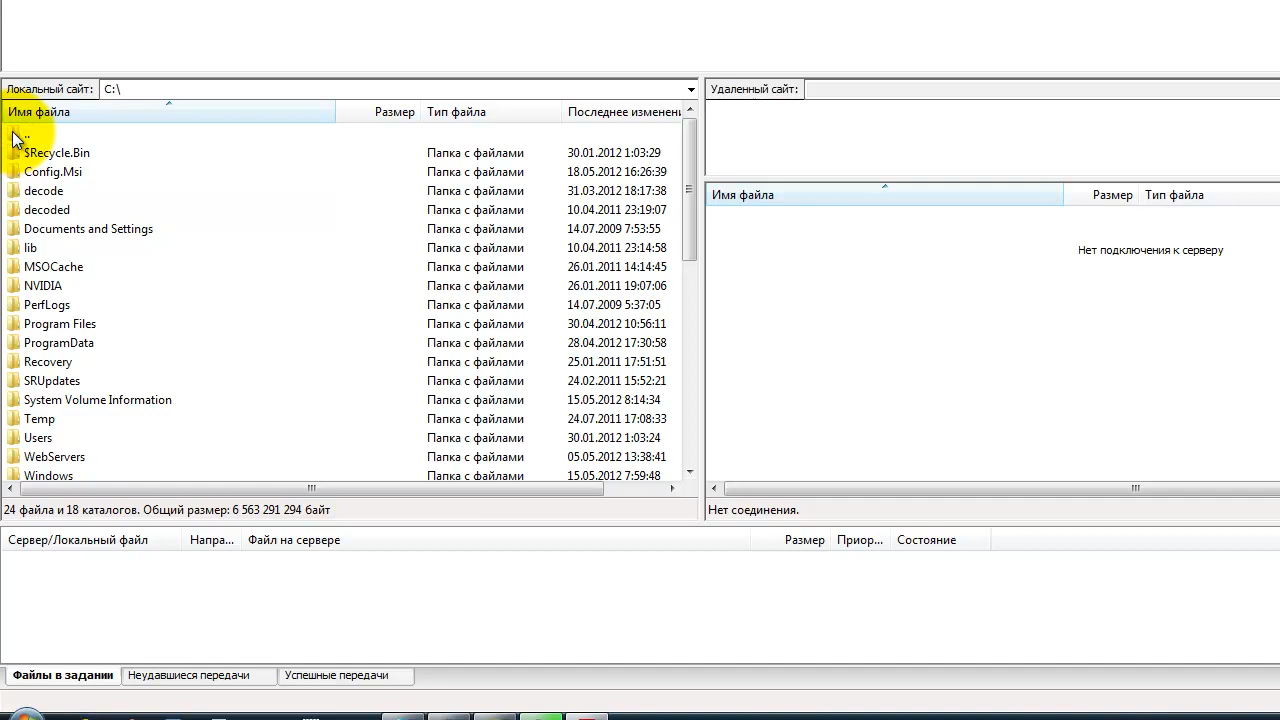 Локальный сайт: C:\
Имя файла Размер Тип файла Последнее изменени
..
$Recycle.Bin Папка с файлами 30.01.2012 1:03:29
Config.Msi Папка с файлами 18.05.2012 16:26:39
decode Папка с файлами 31.03.2012 18:17:38
decoded Папка с файлами 10.04.2011 23:19:07
Documents and Settings Папка с файлами 14.07.2009 7:53:55
lib Папка с файлами 10.04.2011 23:14:58
MSOCache Папка с файлами 26.01.2011 14:14:45
NVIDIA Папка с файлами 26.01.2011 19:07:06
PerfLogs Папка с файлами 14.07.2009 5:37:05
Program Files Папка с файлами 30.04.2012 10:56:11
ProgramData Папка с файлами 28.04.2012 17:30:58
Recovery Папка с файлами 25.01.2011 17:51:51
SRUpdates Папка с файлами 24.02.2011 15:52:21
System Volume Information Папка с файлами 15.05.2012 8:14:34
Temp Папка с файлами 24.07.2011 17:08:33
Users Папка с файлами 30.01.2012 1:03:24
WebServers Папка с файлами 05.05.2012 13:38:41
Windows Папка с файлами 15.05.2012 7:59:48
24 файла и 18 каталогов. Общий размер: 6 563 291 294 байт
Удаленный сайт:
Имя файла Размер Тип файла
Нет подключения к серверу
Нет соединения.
Сервер/Локальный файл Напра... Файл на сервере Размер Приор... Состояние
Файлы в задании Неудавшиеся передачи Успешные передачи